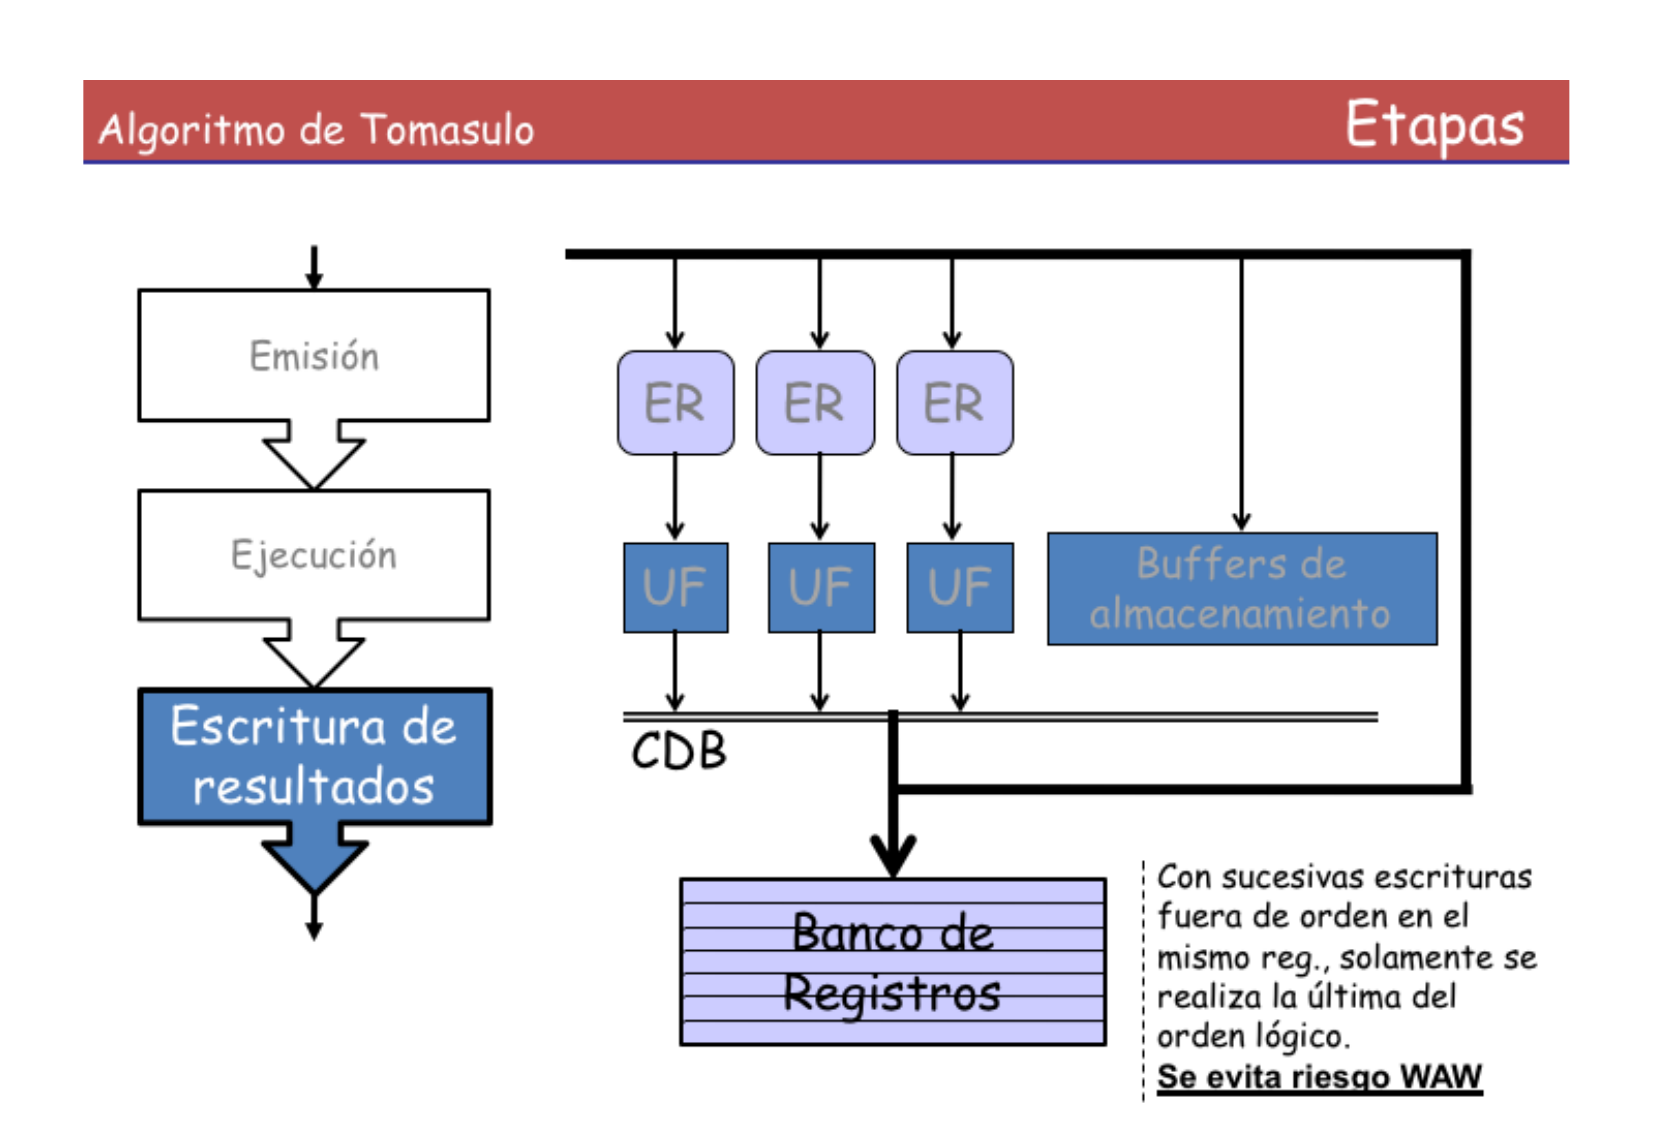 Algoritmo de Tomasulo
Etapas
Emisión
Ejecución
Escritura de
resultados
ER
ER
ER
UF
UF
UF
Buffers de
almacenamiento
CDB
Banco de
Registros
Con sucesivas escrituras
fuera de orden en el
mismo reg., solamente se
realiza la última del
orden lógico.
Se evita riesgo WAW